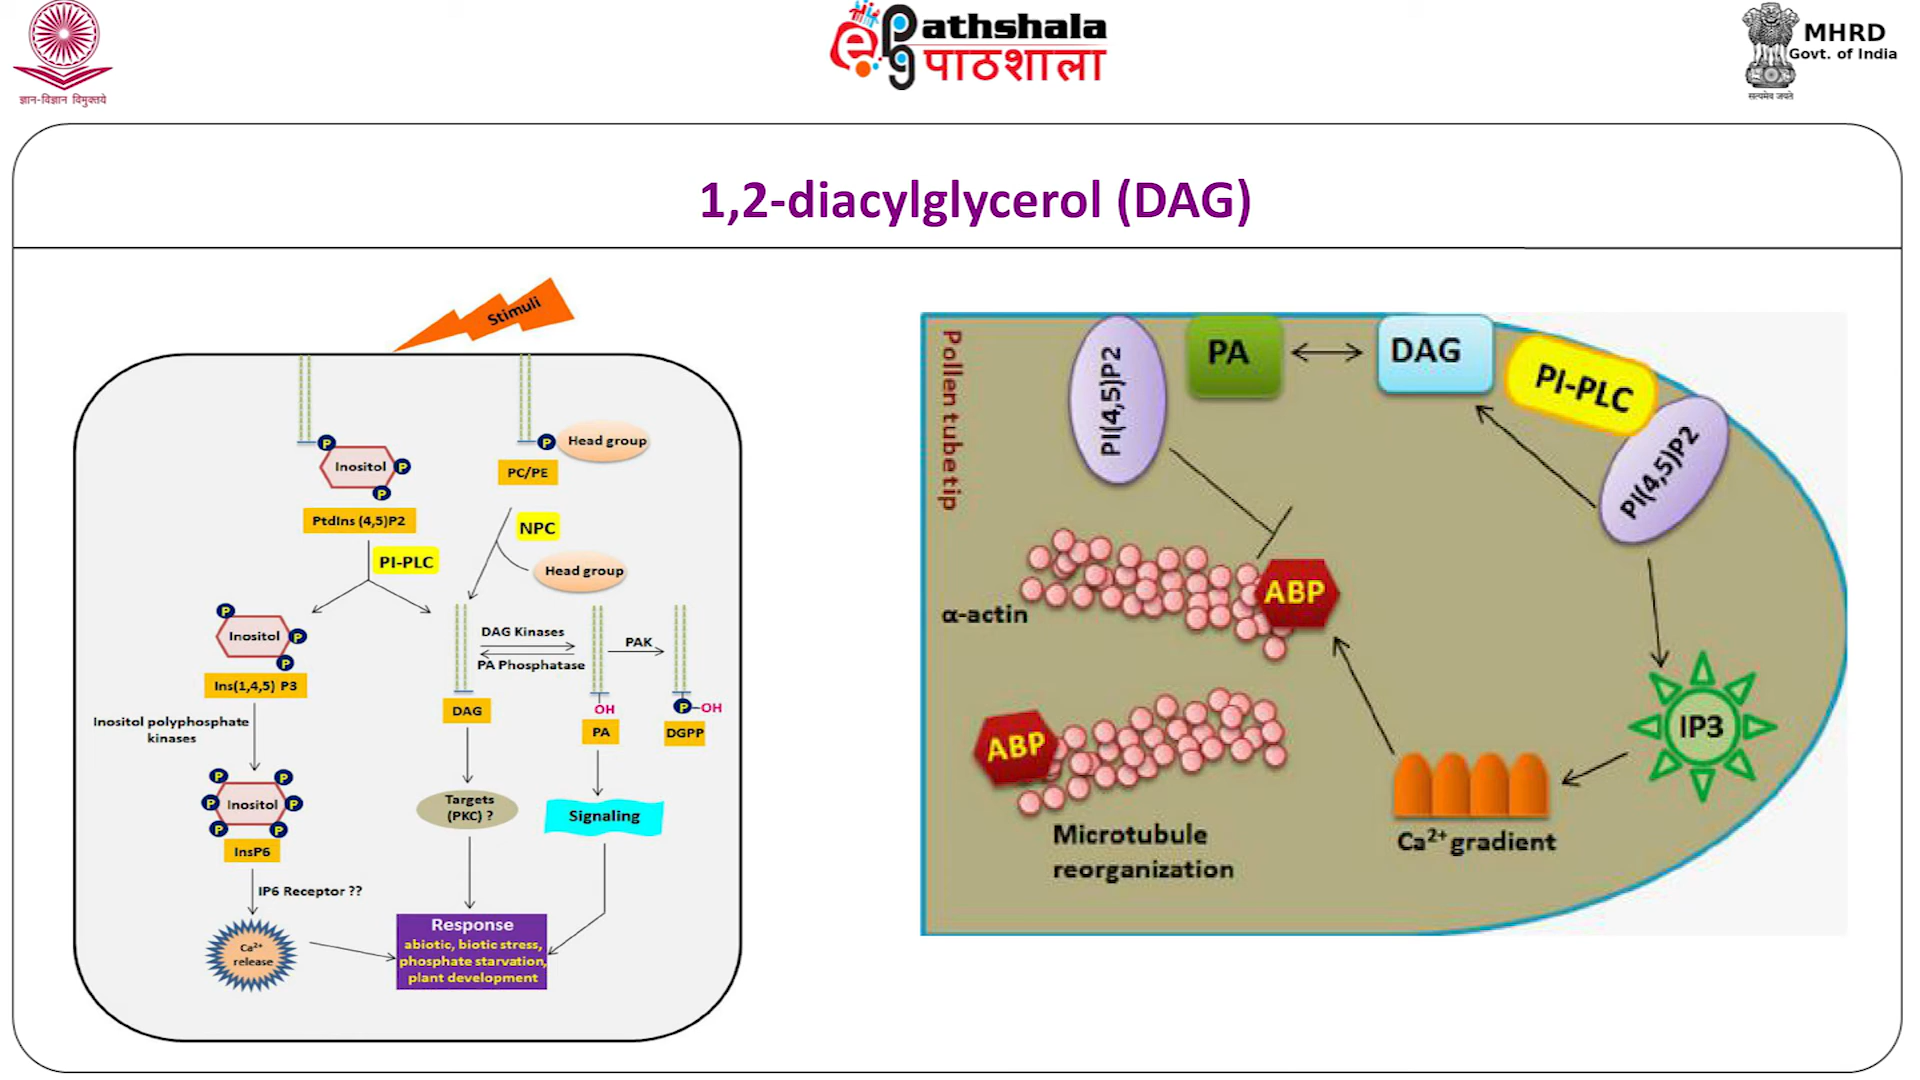 ज्ञान-विज्ञान विमुक्तये
ePathshala
पाठशाला
MHRD
Govt. of India
सत्यमेव जयते
1,2-diacylglycerol (DAG)
Stimuli
P
Inositol
P
P
PtdIns (4,5)P2
P
Head group
PC/PE
NPC
Head group
PI-PLC
P
Inositol
P
P
Ins(1,4,5) P3
Inositol polyphosphate
kinases
DAG Kinases
PA Phosphatase
PAK
DAG
OH
PA
P-OH
DGPP
P
P
P
Inositol
P
P
P
InsP6
IP6 Receptor ??
Ca²⁺
release
Targets
(PKC) ?
Signaling
Response
abiotic, biotic stress,
phosphate starvation,
plant development
Pollen tube tip
PI(4,5)P2
PA
DAG
PI-PLC
PI(4,5)P2
α-actin
ABP
IP3
ABP
Microtubule
reorganization
Ca²⁺ gradient